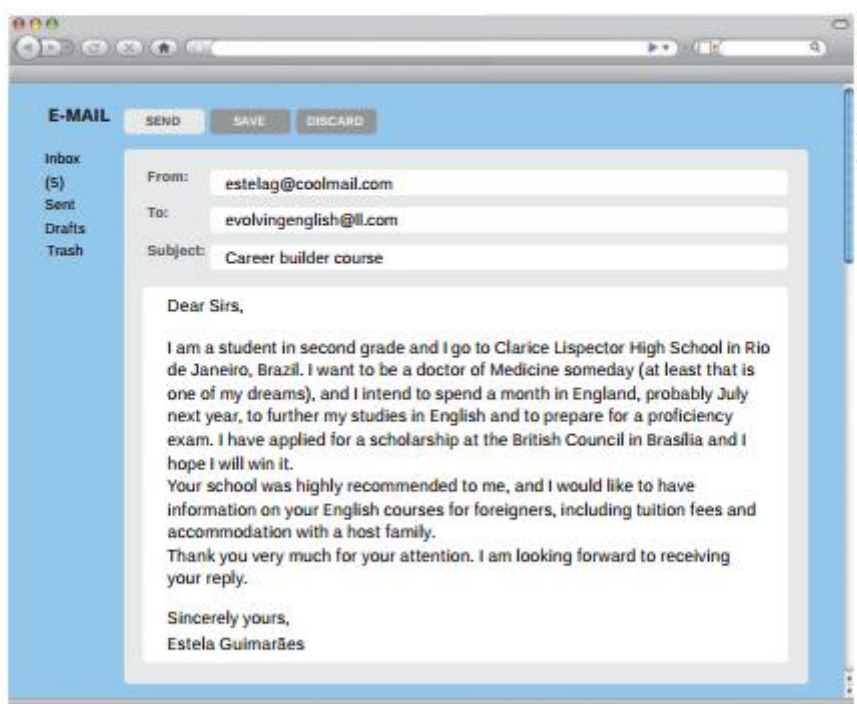 E-MAIL
SEND
SAVE
DISCARD
Inbox
(5)
Sent
Drafts
Trash
From:
estelag@coolmail.com
To:
evolvingenglish@ll.com
Subject:
Career builder course
Dear Sirs,
I am a student in second grade and I go to Clarice Lispector High School in Rio
de Janeiro, Brazil. I want to be a doctor of Medicine someday (at least that is
one of my dreams), and I intend to spend a month in England, probably July
next year, to further my studies in English and to prepare for a proficiency
exam. I have applied for a scholarship at the British Council in Brasília and I
hope I will win it.
Your school was highly recommended to me, and I would like to have
information on your English courses for foreigners, including tuition fees and
accommodation with a host family.
Thank you very much for your attention. I am looking forward to receiving
your reply.
Sincerely yours,
Estela Guimarães